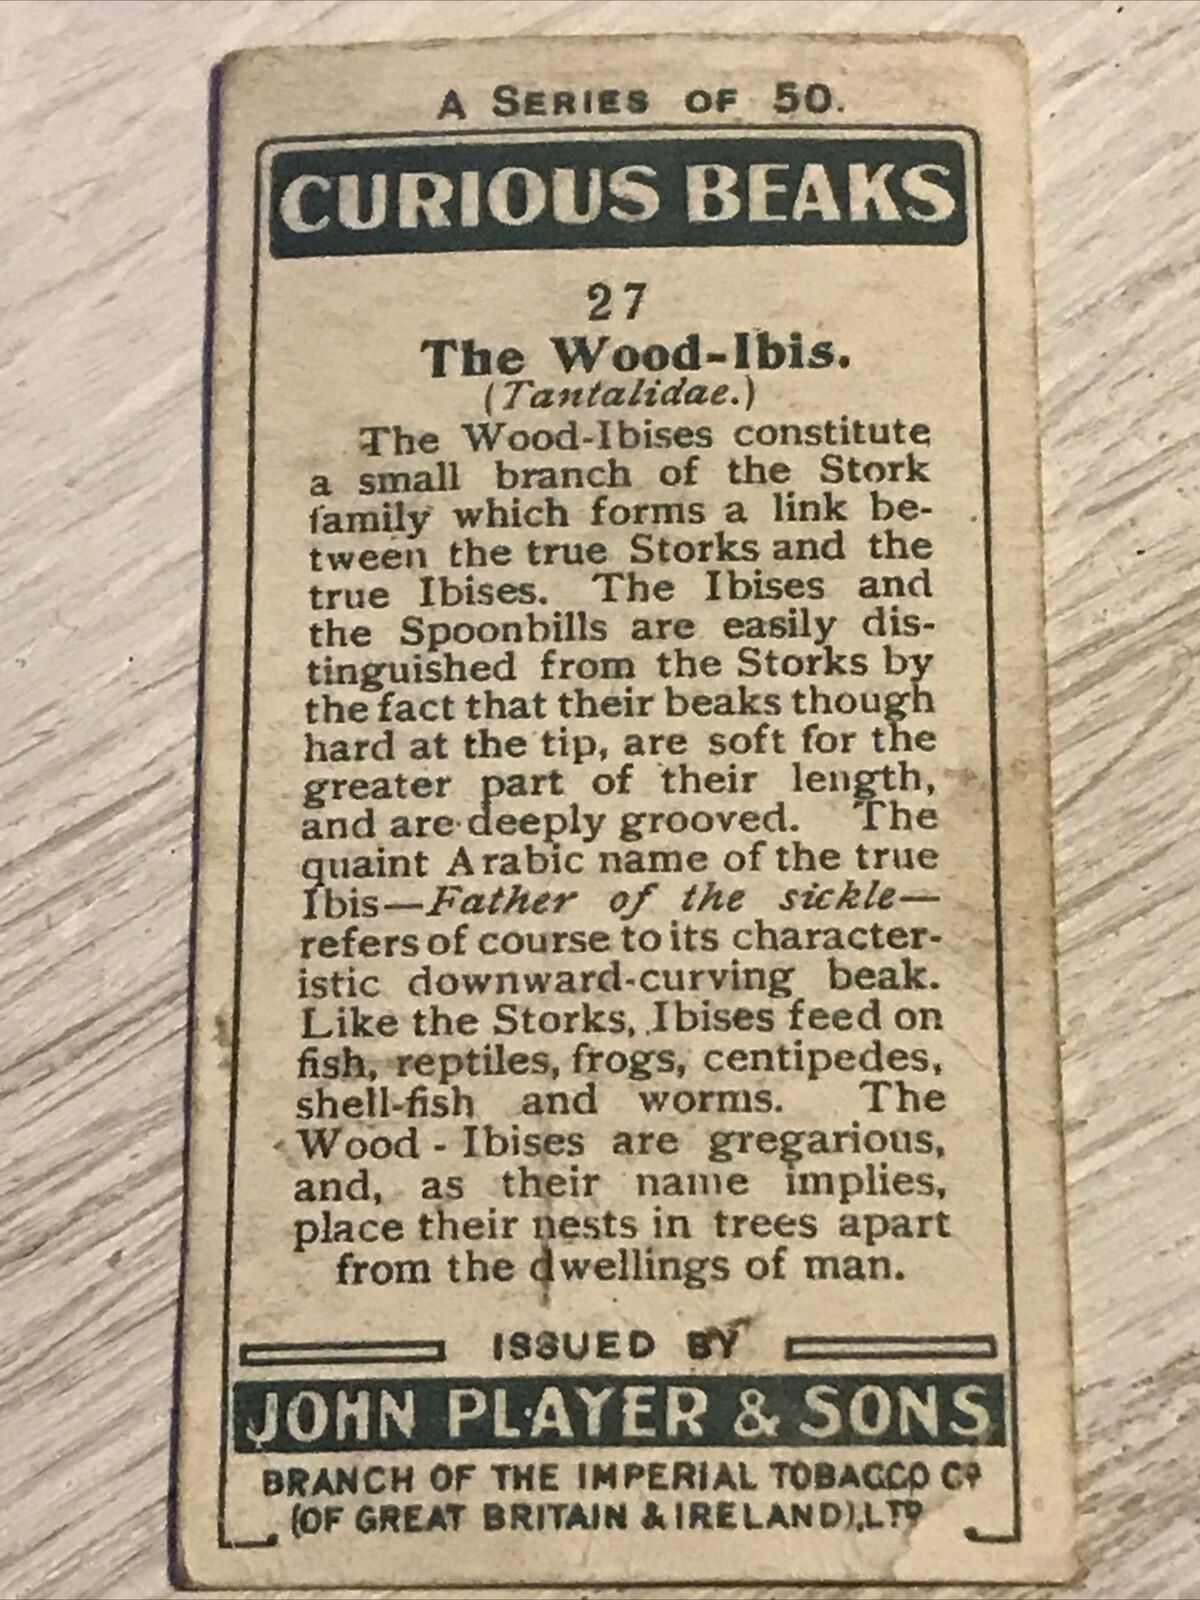 A SERIES OF 50.
CURIOUS BEAKS
27
The Wood-Ibis.
(Tantalidae.)
The Wood-Ibises constitute
a small branch of the Stork
family which forms a link be-
tween the true Storks and the
true Ibises. The Ibises and
the Spoonbills are easily dis-
tinguished from the Storks by
the fact that their beaks though
hard at the tip, are soft for the
greater part of their length,
and are deeply grooved. The
quaint Arabic name of the true
Ibis—Father of the sickle—
refers of course to its character-
istic downward-curving beak.
Like the Storks, Ibises feed on
fish, reptiles, frogs, centipedes,
shell-fish and worms. The
Wood-Ibises are gregarious,
and, as their name implies,
place their nests in trees apart
from the dwellings of man.
ISSUED BY
JOHN PLAYER & SONS
BRANCH OF THE IMPERIAL TOBACCO Co
(OF GREAT BRITAIN & IRELAND), LTD